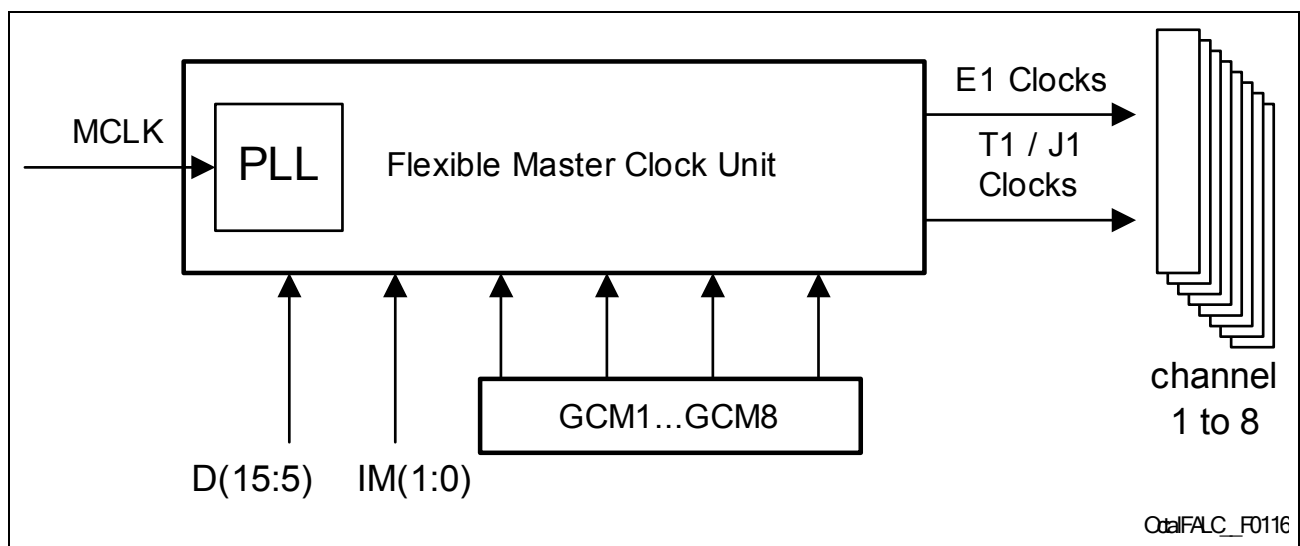 MCLK
PLL
Flexible Master Clock Unit
E1 Clocks
T1 / J1
Clocks
GCM1...GCM8
D(15:5)
IM(1:0)
channel
1 to 8
OctalFALC__F0116